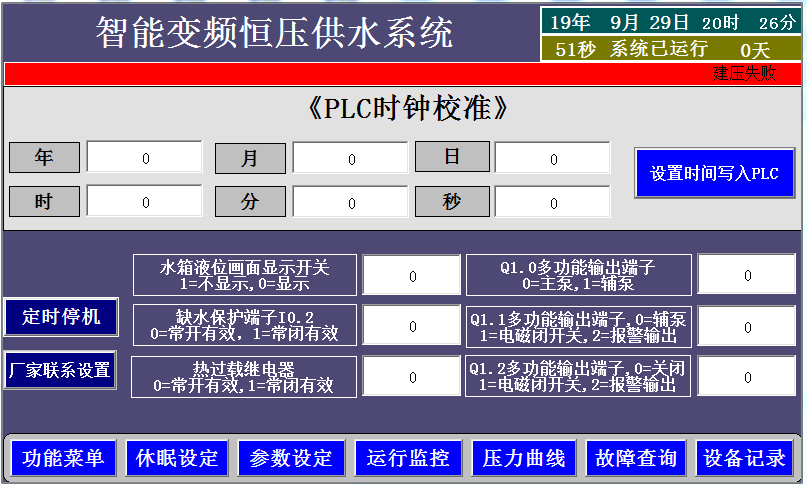 智能变频恒压供水系统
19年 9月 29日 20时 26分
51秒 系统已运行 0天
建压失败
《PLC时钟校准》
年 0 月 0 日 0
设置时间写入PLC
时 0 分 0 秒 0
水箱液位画面显示开关
1=不显示,0=显示
0
Q1.0多功能输出端子
0=主泵,1=辅泵
0
定时停机
缺水保护端子I0.2
0=常开有效，1=常闭有效
0
Q1.1多功能输出端子,0=辅泵
1=电磁闭开关,2=报警输出
0
厂家联系设置
热过载继电器
0=常开有效,1=常闭有效
0
Q1.2多功能输出端子,0=关闭
1=电磁闭开关,2=报警输出
0
功能菜单 休眠设定 参数设定 运行监控 压力曲线 故障查询 设备记录